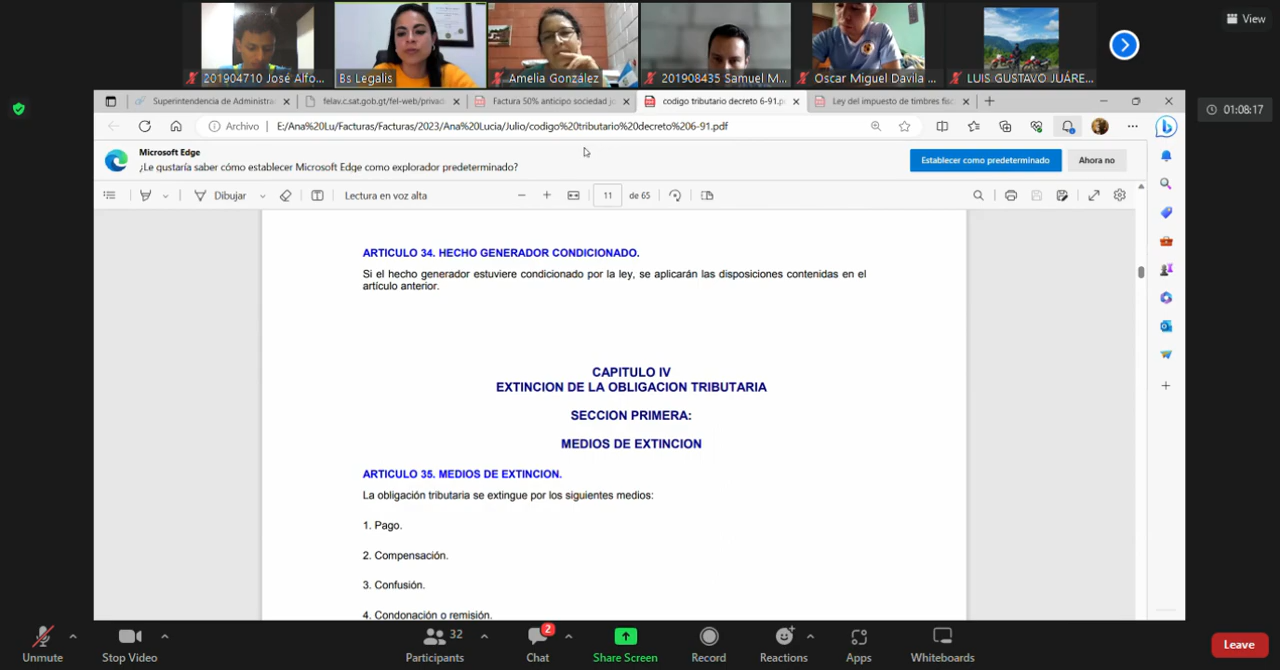 View
201904710 José Alfo...
Bs Legalis
Amelia González
201908435 Samuel M...
Oscar Miguel Davila ...
LUIS GUSTAVO JUÁRE...
01:08:17
Superintendencia de Administra
felav.c.sat.gob.gt/fel-web/privad
Factura 50% anticipo sociedad jo
codigo tributario decreto 6-91.p
Ley del impuesto de timbres fis
Archivo
E:/Ana%20Lu/Facturas/Facturas/2023/Ana%20Lucia/Julio/codigo%20tributario%20decreto%206-91.pdf
Microsoft Edge
¿Le gustaría saber cómo establecer Microsoft Edge como explorador predeterminado?
Establecer como predeterminado
Ahora no
Dibujar
Lectura en voz alta
11 de 65
ARTICULO 34. HECHO GENERADOR CONDICIONADO.
Si el hecho generador estuviere condicionado por la ley, se aplicarán las disposiciones contenidas en el
artículo anterior.
CAPITULO IV
EXTINCION DE LA OBLIGACION TRIBUTARIA
SECCION PRIMERA:
MEDIOS DE EXTINCION
ARTICULO 35. MEDIOS DE EXTINCION.
La obligación tributaria se extingue por los siguientes medios:
1. Pago.
2. Compensación.
3. Confusión.
4. Condonación o remisión.
Unmute
Stop Video
32
Participants
2
Chat
Share Screen
Record
Reactions
Apps
Whiteboards
Leave